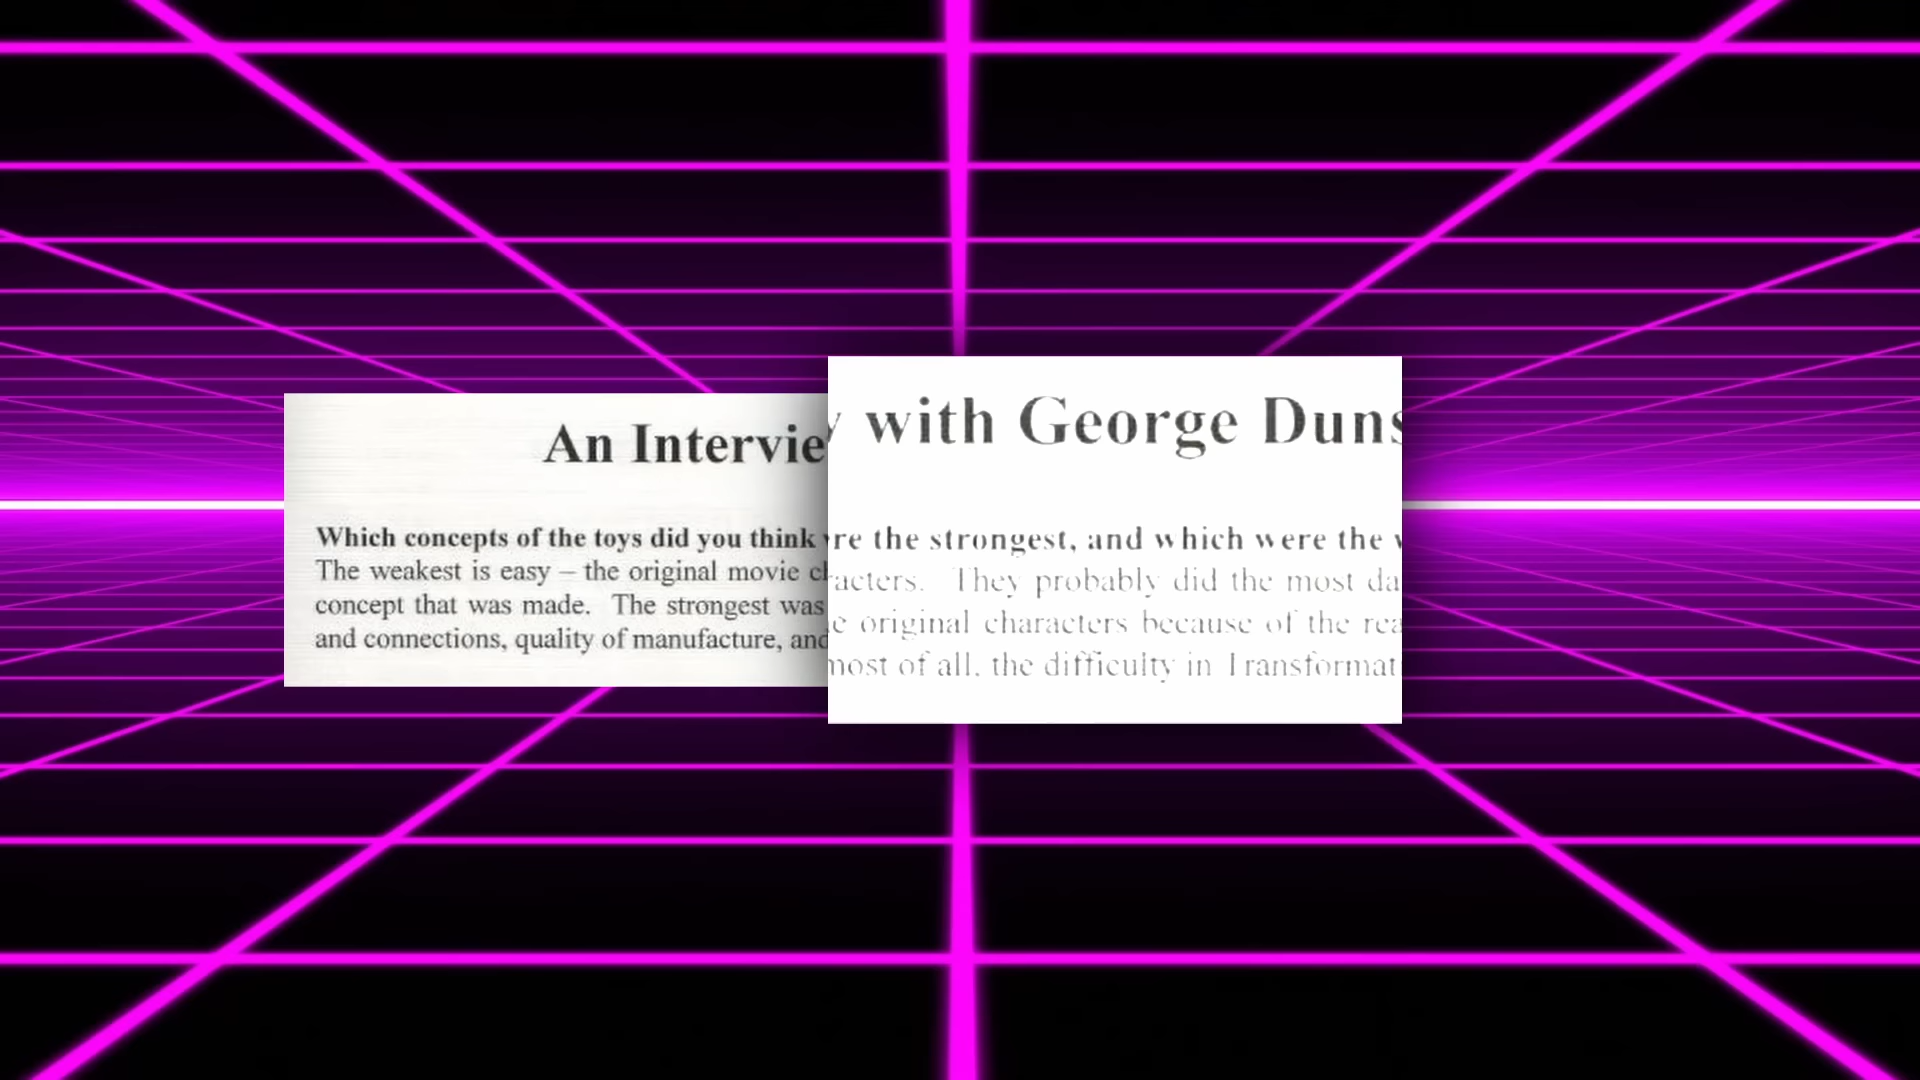 An Intervie
with George Duns
Which concepts of the toys did you think
re the strongest, and which were the
The weakest is easy – the original movie
acters. They probably did the most da
concept that was made. The strongest was
original characters because of the rea
and connections, quality of manufacture, and
most of all, the difficulty in Transformat